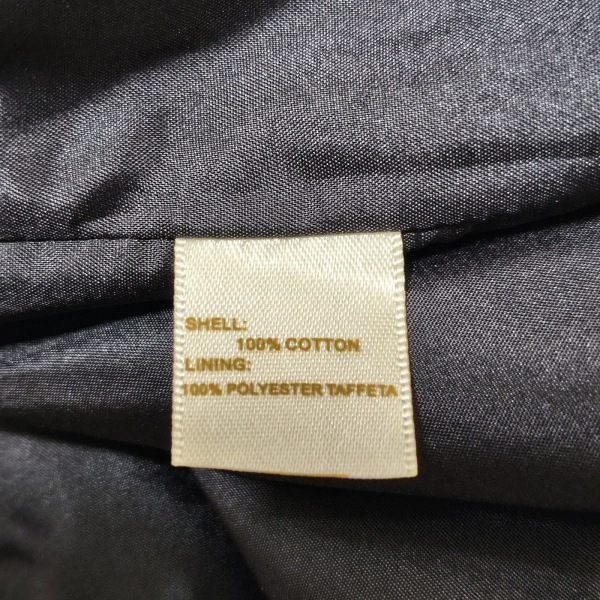 SHELL:
100% COTTON
LINING:
100% POLYESTER TAFFETA